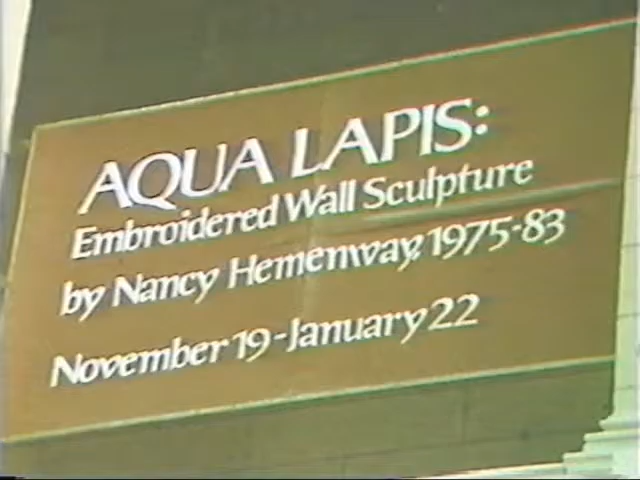 AQUA LAPIS:
Embroidered Wall Sculpture
by Nancy Hemenway, 1975-83
November 19-January 22